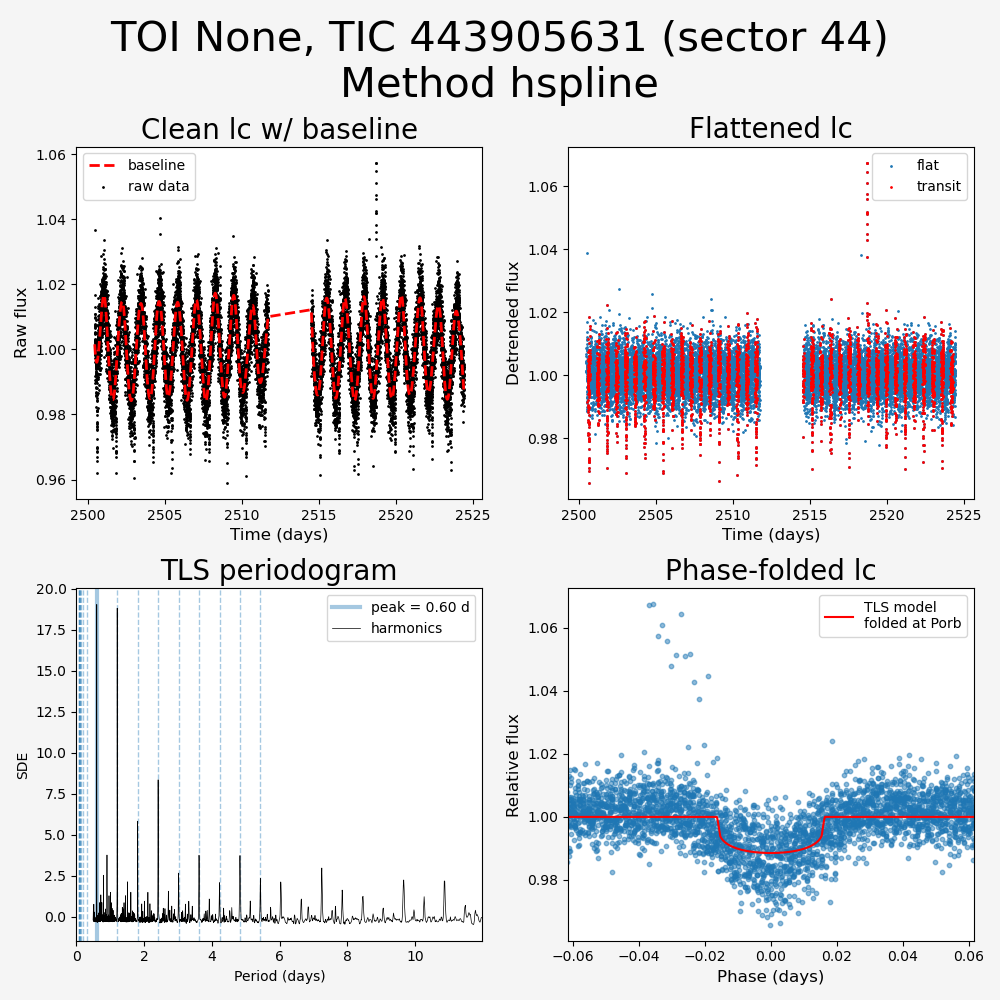 TOI None, TIC 443905631 (sector 44)
Method hspline
Clean lc w/ baseline
Flattened lc
1.06
1.04
1.02
1.00
0.98
0.96
Raw flux
baseline
raw data
2500
2505
2510
2515
2520
2525
Time (days)
1.06
1.04
1.02
1.00
0.98
Detrended flux
flat
transit
2500
2505
2510
2515
2520
2525
Time (days)
TLS periodogram
Phase-folded lc
20.0
17.5
15.0
12.5
10.0
7.5
5.0
2.5
0.0
SDE
peak = 0.60 d
harmonics
0
2
4
6
8
10
Period (days)
1.06
1.04
1.02
1.00
0.98
Relative flux
TLS model
folded at Porb
−0.06
−0.04
−0.02
0.00
0.02
0.04
0.06
Phase (days)